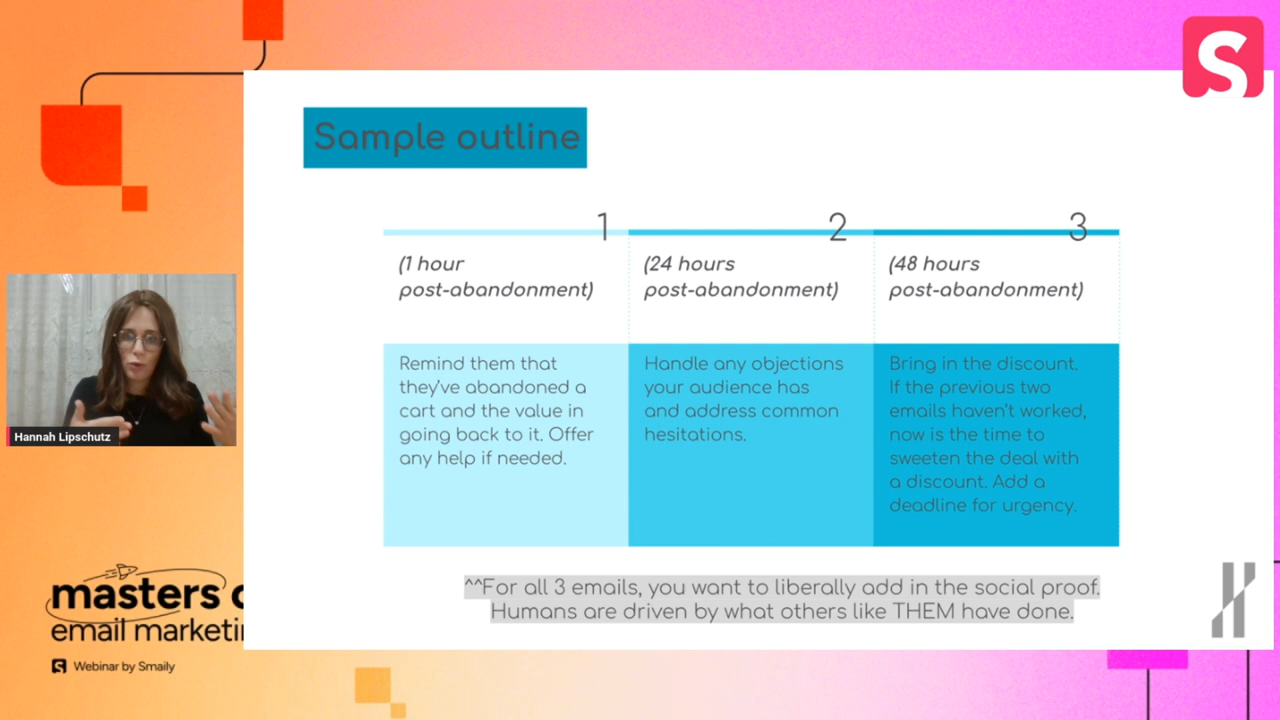 Sample outline
1
2
3
(1 hour
post-abandonment)
(24 hours
post-abandonment)
(48 hours
post-abandonment)
Remind them that
they've abandoned a
cart and the value in
going back to it. Offer
any help if needed.
Handle any objections
your audience has
and address common
hesitations.
Bring in the discount.
If the previous two
emails haven't worked,
now is the time to
sweeten the deal with
a discount. Add a
deadline for urgency.
^^For all 3 emails, you want to liberally add in the social proof.
Humans are driven by what others like THEM have done.
Hannah Lipschutz
masters
email
Webinar by Smaily
S